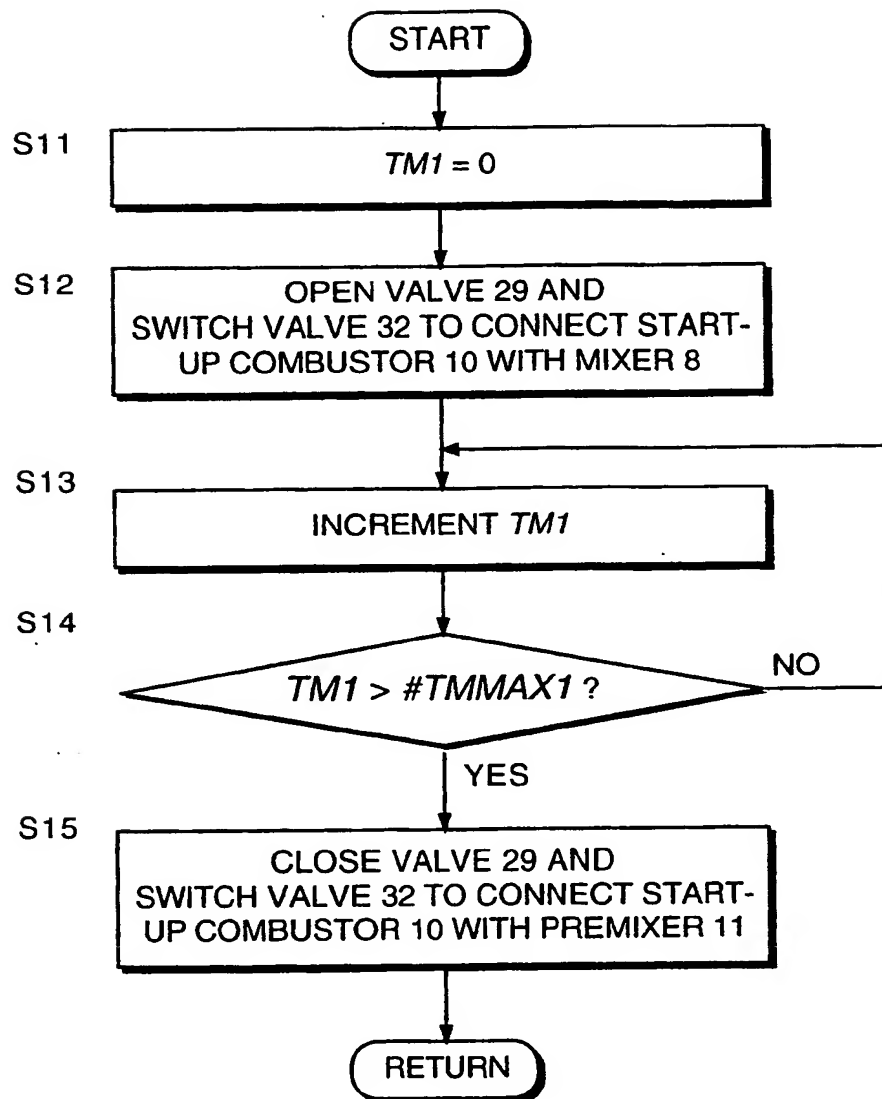 START
S11
TM1 = 0
S12
OPEN VALVE 29 AND
SWITCH VALVE 32 TO CONNECT START-
UP COMBUSTOR 10 WITH MIXER 8
S13
INCREMENT TM1
S14
TM1 > #TMMAX1 ?
NO
YES
S15
CLOSE VALVE 29 AND
SWITCH VALVE 32 TO CONNECT START-
UP COMBUSTOR 10 WITH PREMIXER 11
RETURN